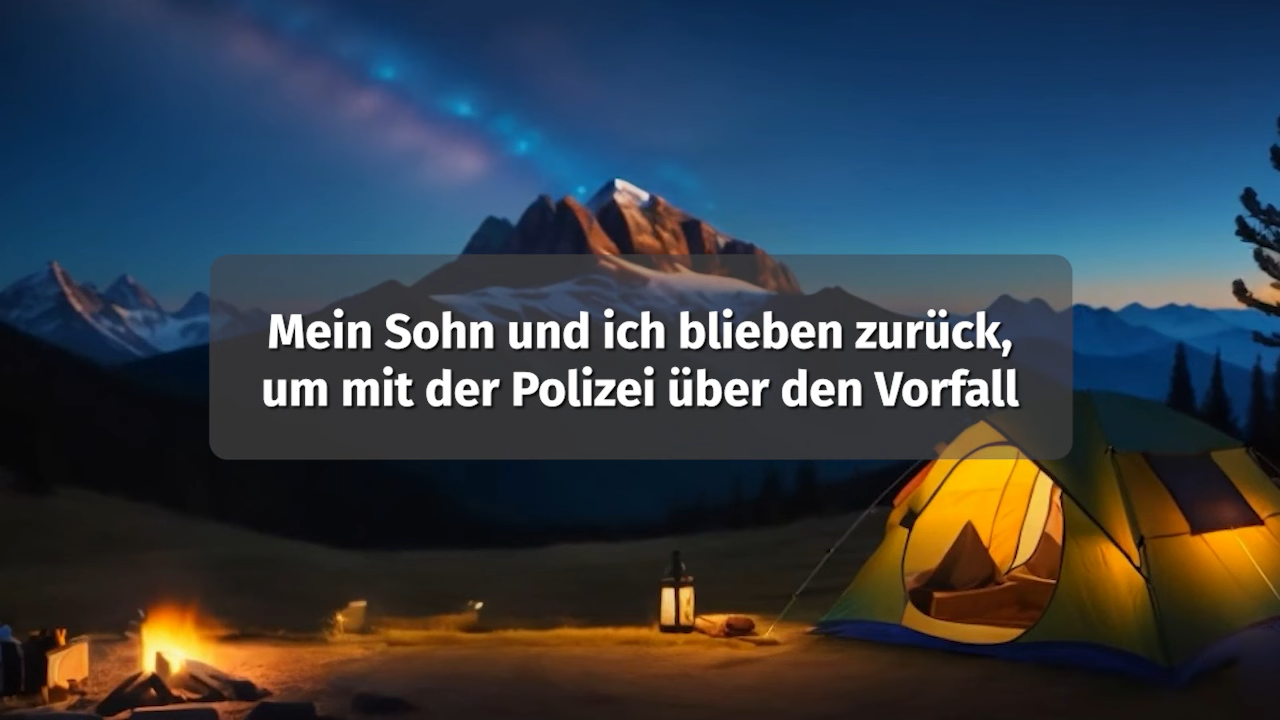 Mein Sohn und ich blieben zurück,
um mit der Polizei über den Vorfall